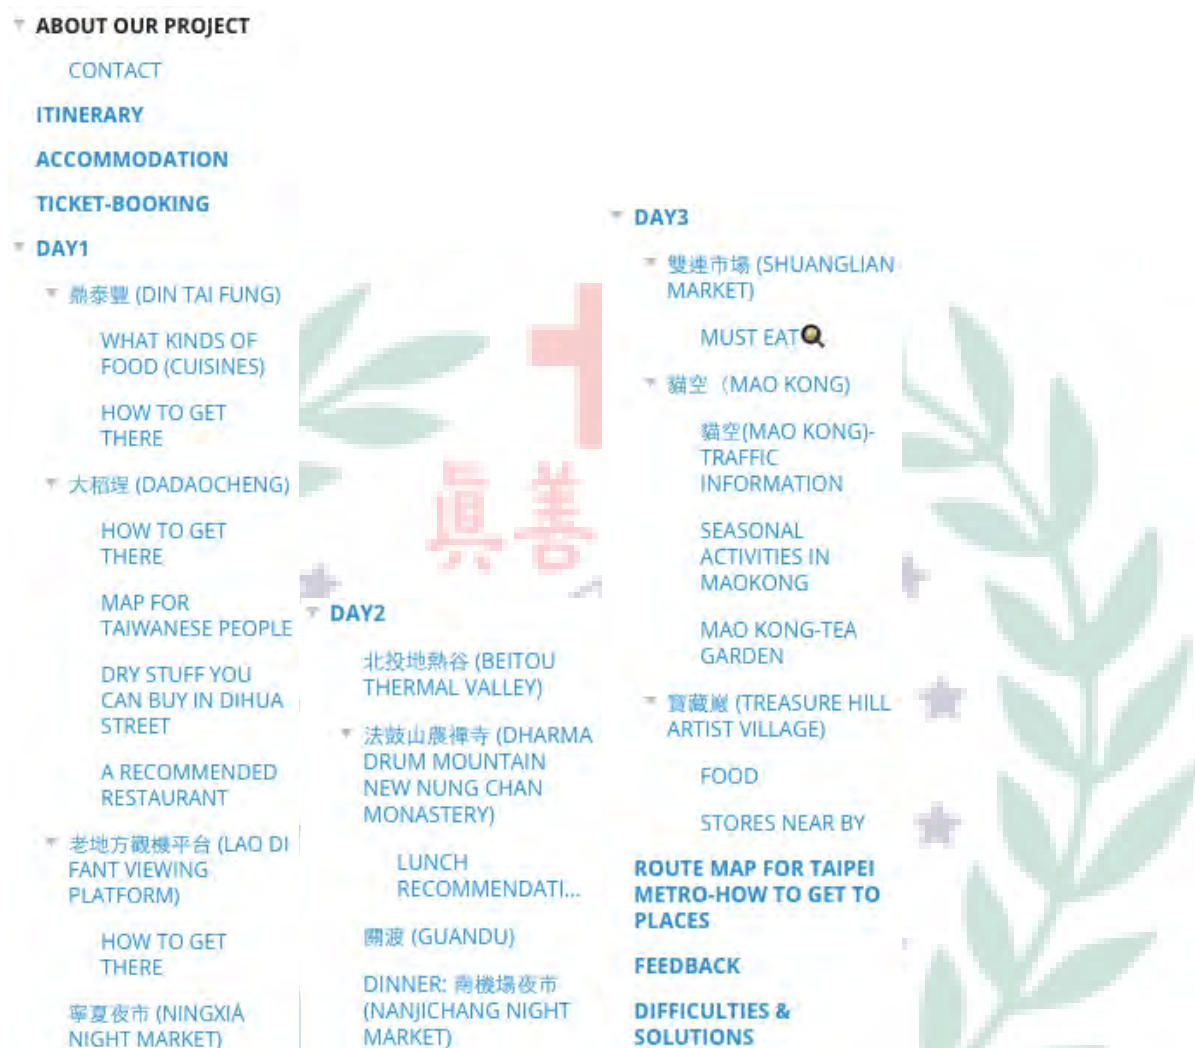 ABOUT OUR PROJECT
CONTACT
ITINERARY
ACCOMMODATION
TICKET-BOOKING
DAY1
鼎泰豐 (DIN TAI FUNG)
WHAT KINDS OF
FOOD (CUISINES)
HOW TO GET
THERE
大稻埕 (DADAOCHENG)
HOW TO GET
THERE
MAP FOR
TAIWANESE PEOPLE
DRY STUFF YOU
CAN BUY IN DIHUA
STREET
A RECOMMENDED
RESTAURANT
老地方觀機平台 (LAO DI
FANT VIEWING
PLATFORM)
HOW TO GET
THERE
寧夏夜市 (NINGXIA
NIGHT MARKET)
眞善
DAY2
北投地熱谷 (BEITOU
THERMAL VALLEY)
法鼓山農禪寺 (DHARMA
DRUM MOUNTAIN
NEW NUNG CHAN
MONASTERY)
LUNCH
RECOMMENDATI...
關渡 (GUANDU)
DINNER: 南機場夜市
(NANJICHANG NIGHT
MARKET)
DAY3
雙連市場 (SHUANGLIAN
MARKET)
MUST EAT
貓空（MAO KONG)
貓空(MAO KONG)-
TRAFFIC
INFORMATION
SEASONAL
ACTIVITIES IN
MAOKONG
MAO KONG-TEA
GARDEN
寶藏巖 (TREASURE HILL
ARTIST VILLAGE)
FOOD
STORES NEAR BY
ROUTE MAP FOR TAIPEI
METRO-HOW TO GET TO
PLACES
FEEDBACK
DIFFICULTIES &
SOLUTIONS